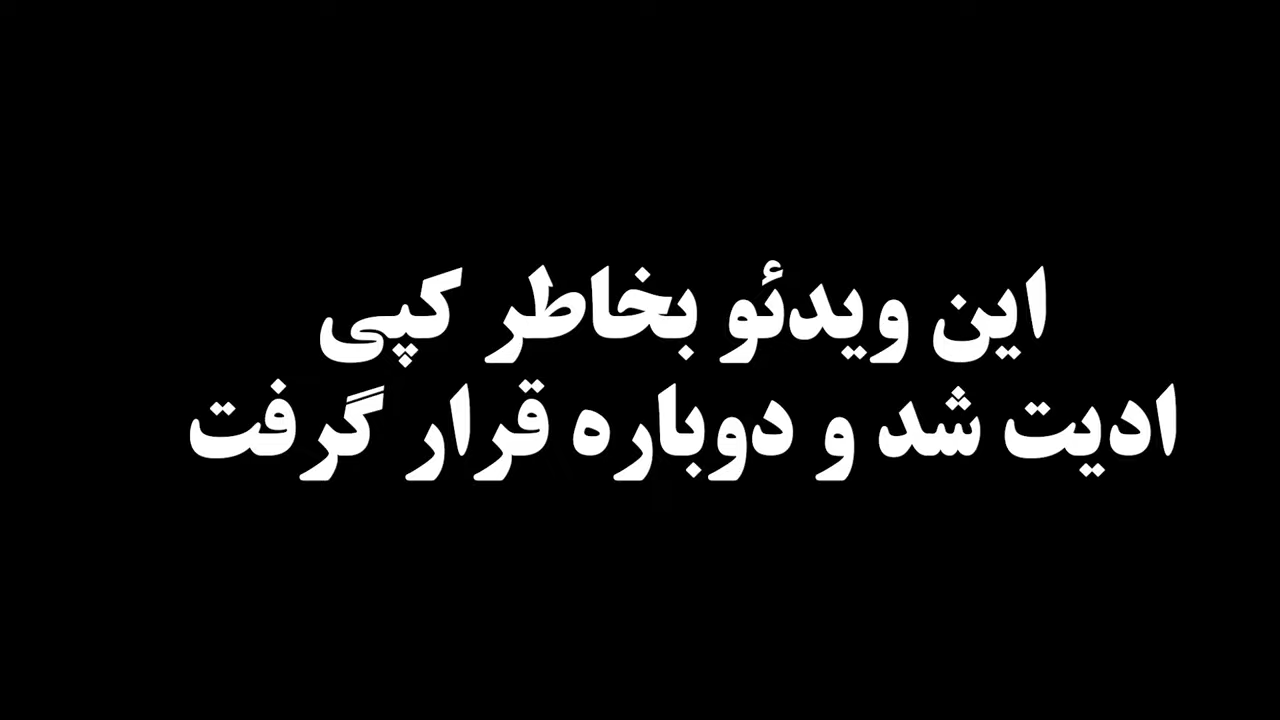 این ویدئو بخاطر کپی
ادیت شد و دوباره قرار گرفت